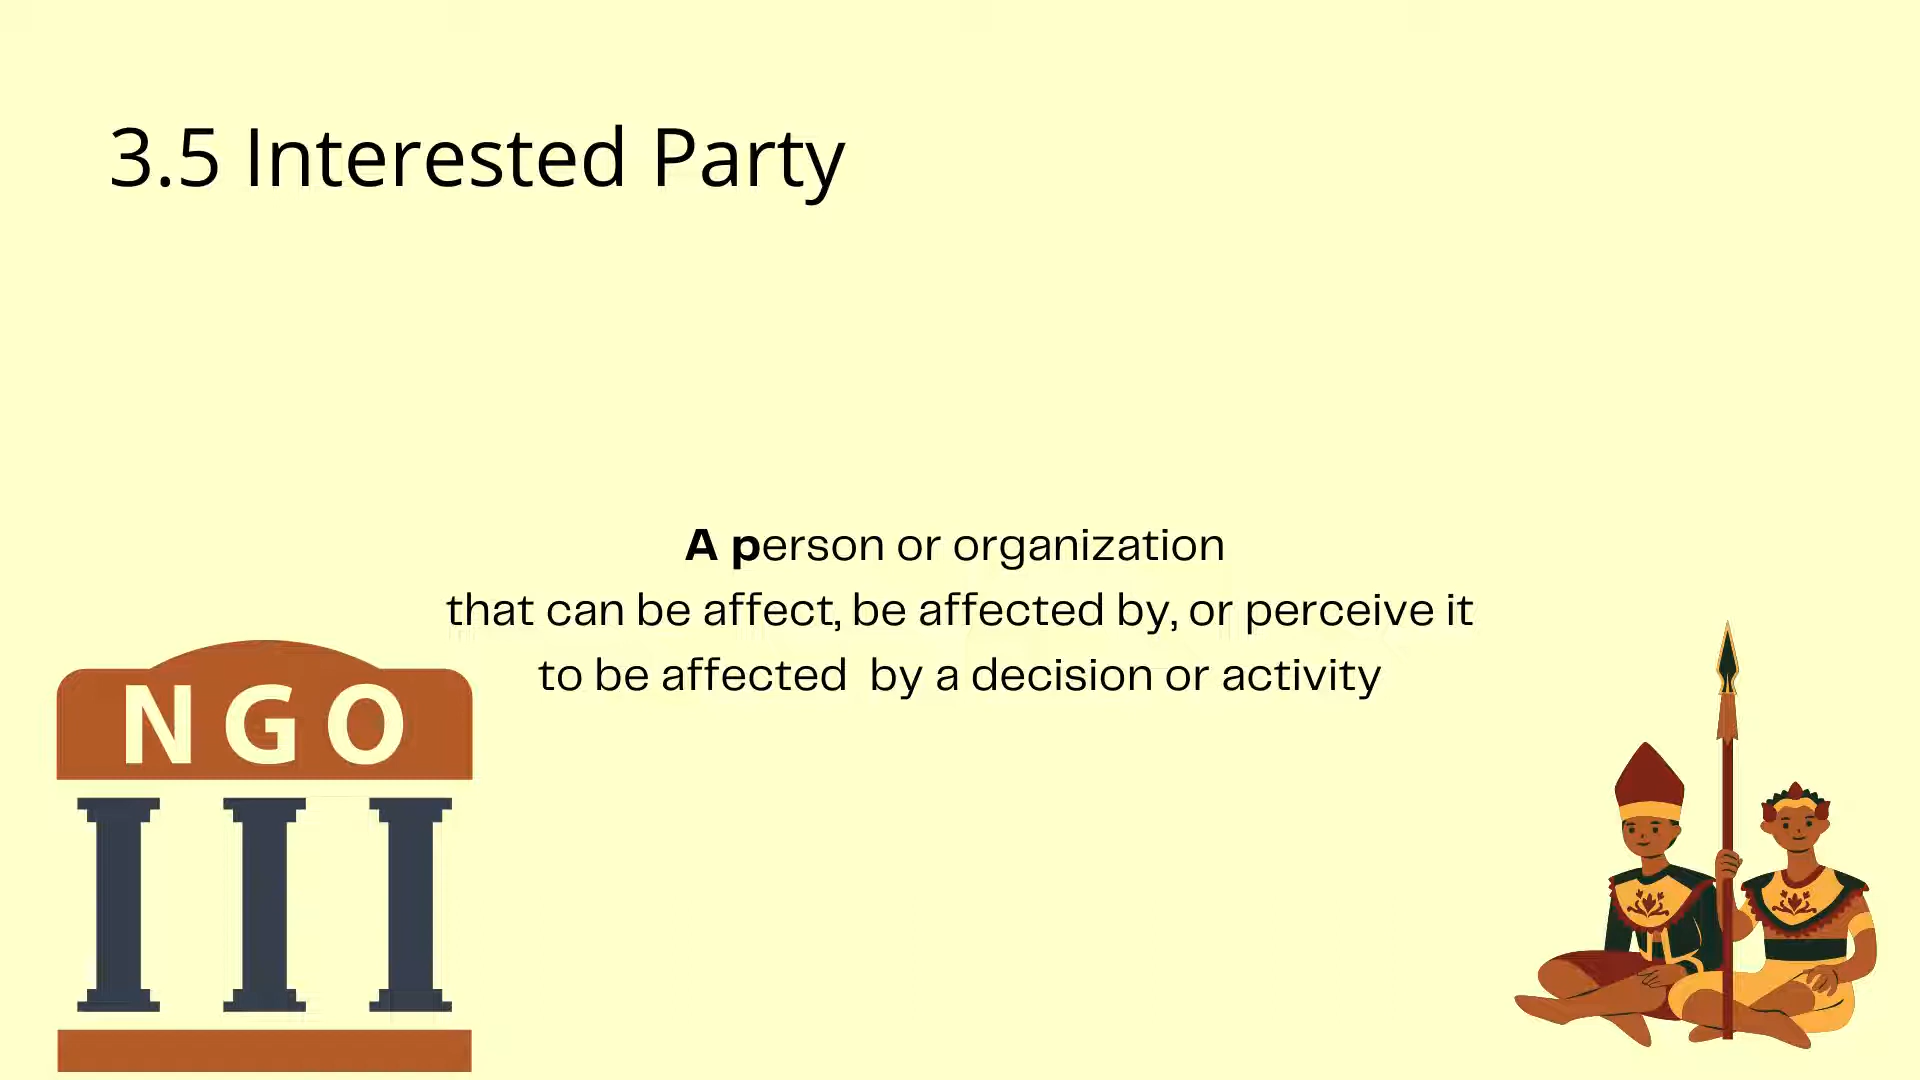 3.5 Interested Party
A person or organization
that can be affect, be affected by, or perceive it
to be affected  by a decision or activity
NGO